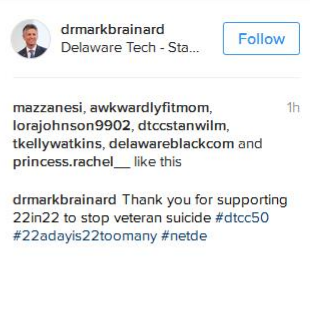 drmarkbrainard
Delaware Tech - Sta...
Follow
mazzanesi, awkwardlyfitmom,
1h
lorajohnson9902, dtccstanwilm,
tkellywatkins, delawareblackcom and
princess.rachel__ like this
drmarkbrainard Thank you for supporting
22in22 to stop veteran suicide #dtcc50
#22adayis22toomany #netde